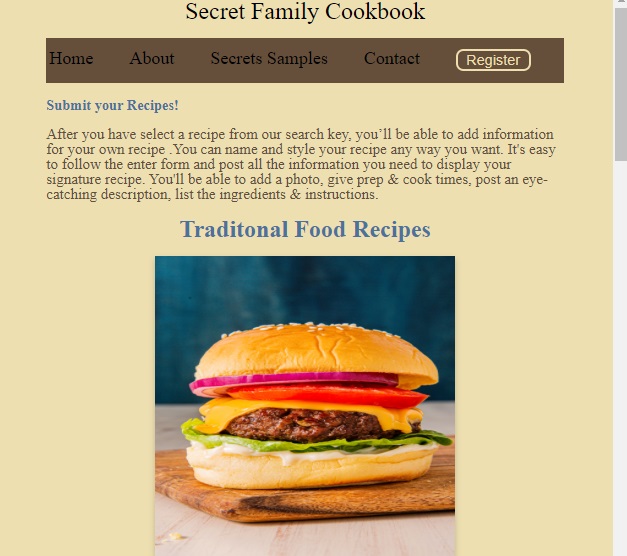 Secret Family Cookbook
Home About Secrets Samples Contact Register
Submit your Recipes!
After you have select a recipe from our search key, you’ll be able to add information
for your own recipe .You can name and style your recipe any way you want. It's easy
to follow the enter form and post all the information you need to display your
signature recipe. You'll be able to add a photo, give prep & cook times, post an eye-
catching description, list the ingredients & instructions.
Traditonal Food Recipes